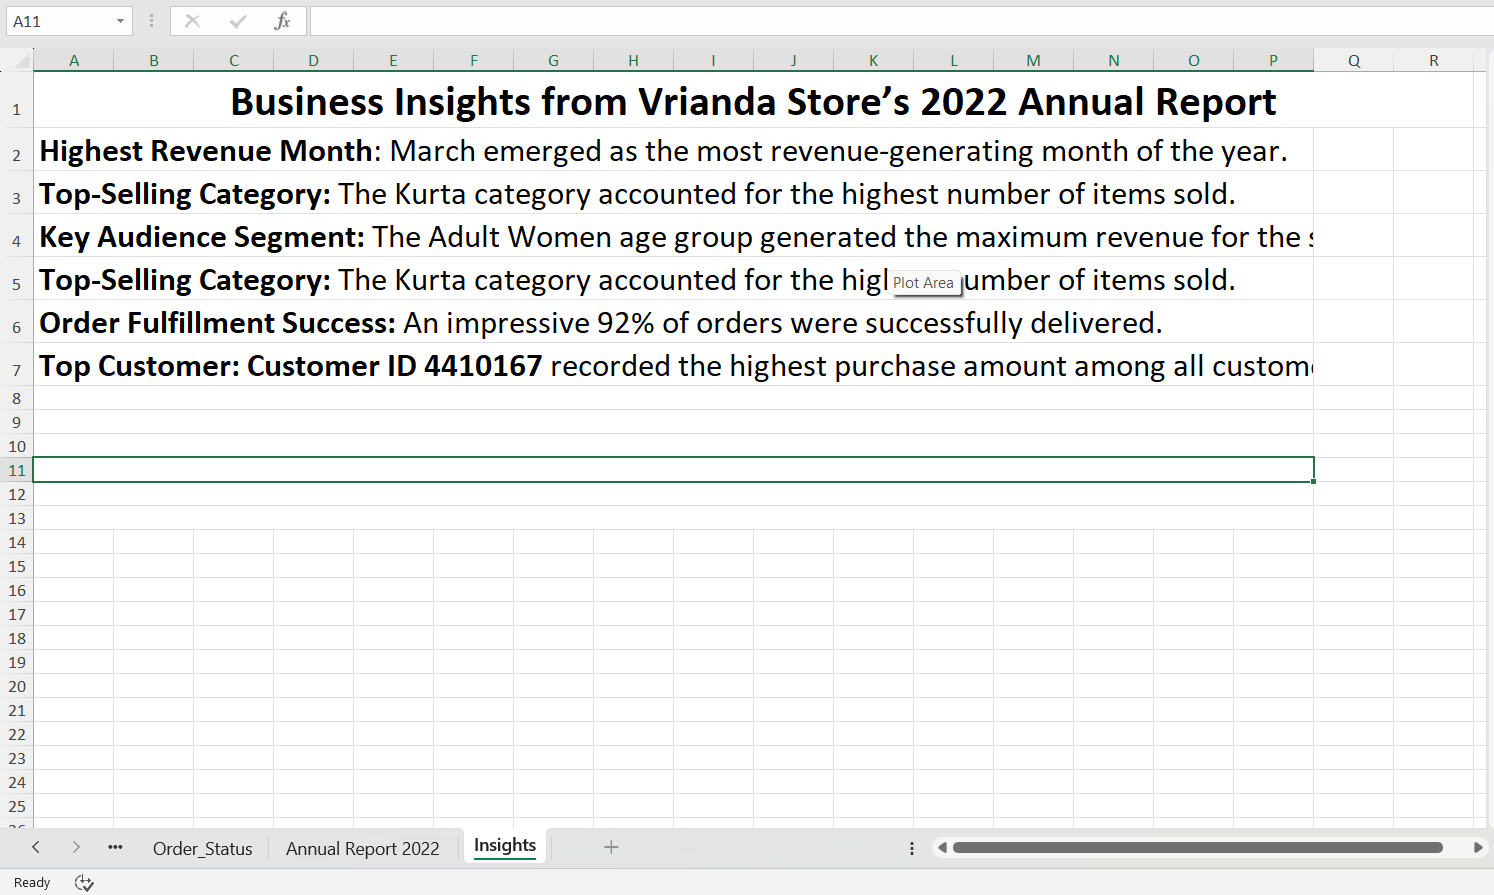 A11
fx
A B C D E F G H I J K L M N O P Q R
1 Business Insights from Vrianda Store’s 2022 Annual Report
2 Highest Revenue Month: March emerged as the most revenue-generating month of the year.
3 Top-Selling Category: The Kurta category accounted for the highest number of items sold.
4 Key Audience Segment: The Adult Women age group generated the maximum revenue for the
5 Top-Selling Category: The Kurta category accounted for the umber of items sold.
Plot Area
6 Order Fulfillment Success: An impressive 92% of orders were successfully delivered.
7 Top Customer: Customer ID 4410167 recorded the highest purchase amount among all
8
9
10
11
12
13
14
15
16
17
18
19
20
21
22
23
24
25
Order_Status Annual Report 2022 Insights
Ready